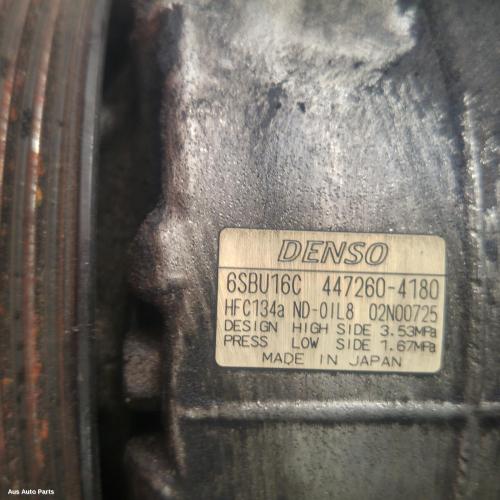 DENSO
6SBU16C 447260-4180
HFC134a ND-OIL8 02N00725
DESIGN HIGH SIDE 3.53MPa
PRESS LOW SIDE 1.67MPa
MADE IN JAPAN
Aus Auto Parts